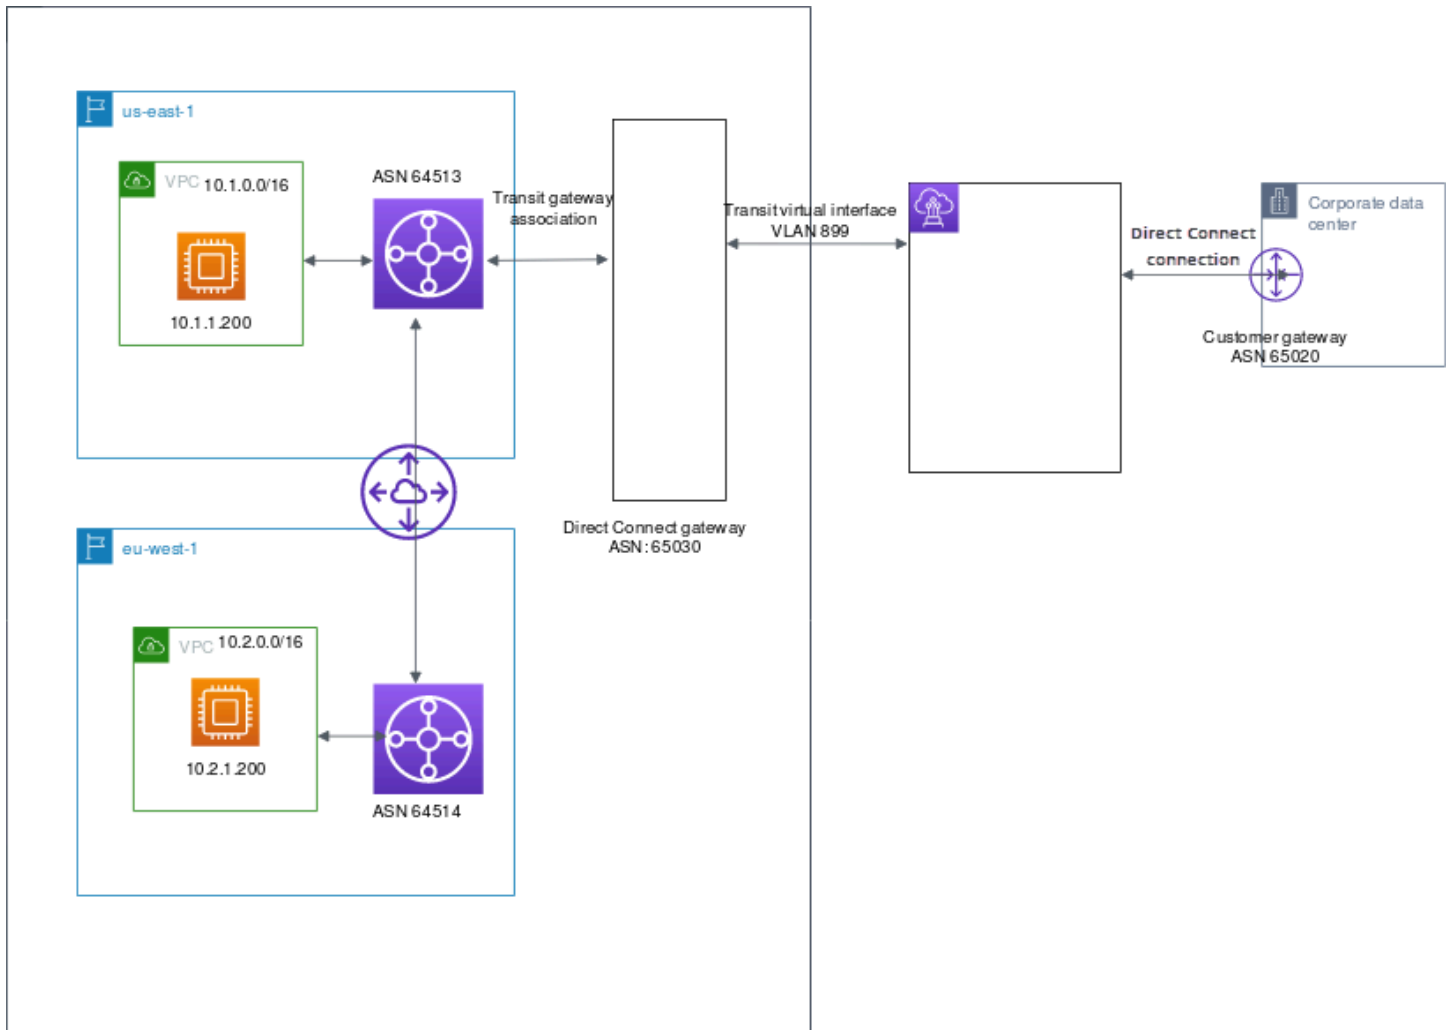 us-east-1
VPC 10.1.0.0/16
10.1.1.200
ASN 64513
Transit gateway
association
Transit virtual interface
VLAN 899
Direct Connect
connection
Corporate data
center
Customer gateway
ASN 65020
Direct Connect gateway
ASN: 65030
eu-west-1
VPC 10.2.0.0/16
10.2.1.200
ASN 64514